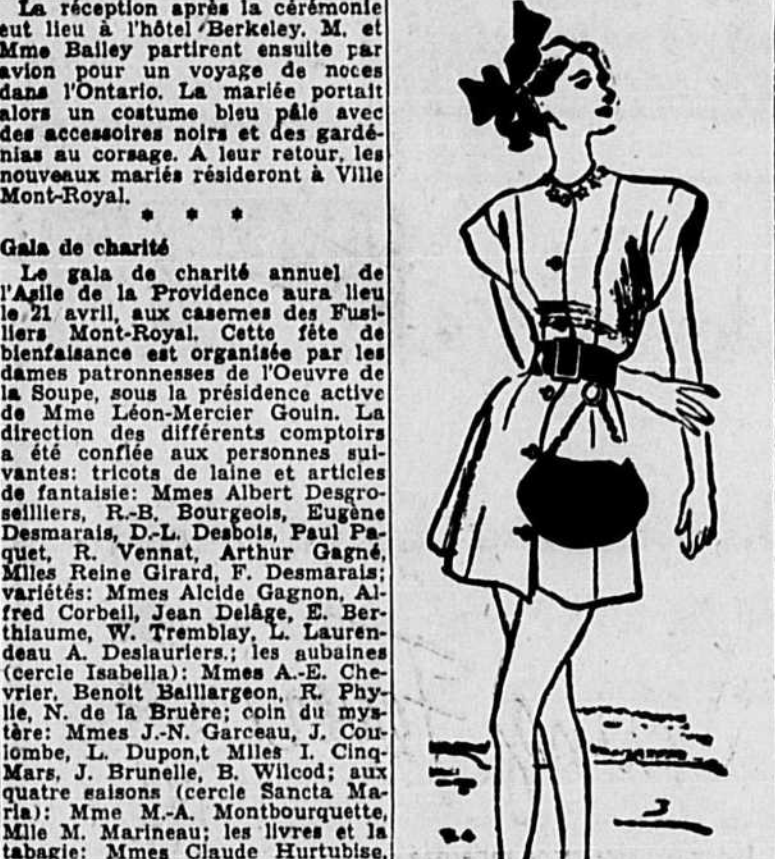 La réception après la cérémonie
eut lieu à l'hôtel Berkeley. M. et
Mme Bailey partirent ensuite par
avion pour un voyage de noces
dans l'Ontario. La mariée portait
alors un costume bleu pâle avec
des accessoires noirs et des gardé-
nias au corsage. A leur retour, les
nouveaux mariés résideront à Ville
Mont-Royal.
* * *
Gala de charité
Le gala de charité annuel de
l'Asile de la Providence aura lieu
le 21 avril, aux casernes des Fusi-
liers Mont-Royal. Cette fête de
bienfaisance est organisée par les
dames patronnesses de l'Oeuvre de
la Soupe, sous la présidence active
de Mme Léon-Mercier Gouin. La
direction des différents comptoirs
a été confiée aux personnes sui-
vantes: tricots de laine et articles
de fantaisie: Mmes Albert Desgro-
seilliers, R.-B. Bourgeois, Eugène
Desmarais, D.-L. Desbois, Paul Pa-
quet, R. Vennat, Arthur Gagné,
Mlles Reine Girard, F. Desmarais;
variétés: Mmes Alcide Gagnon, Al-
fred Corbeil, Jean Delâge, E. Ber-
thiaume, W. Tremblay, L. Lauren-
deau A. Deslauriers.; les aubaines
(cercle Isabella): Mmes A.-E. Che-
vrier, Benoit Baillargeon, R. Phy-
lie, N. de la Bruère; coin du mys-
tère: Mmes J.-N. Garceau, J. Cou-
lombe, L. Dupon,t Mlles I. Cinq-
Mars, J. Brunelle, B. Wilcod; aux
quatre saisons (cercle Sancta Ma-
ria): Mme M.-A. Montbourquette,
Mlle M. Marineau; les livres et la
tabagie: Mmes Claude Hurtubise,